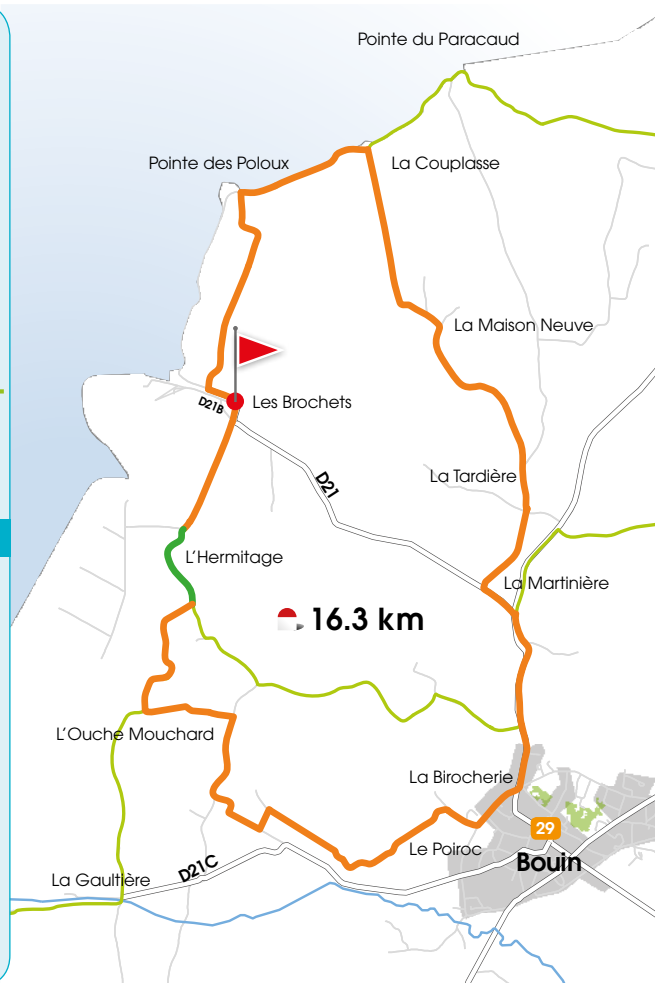 Pointe du Paracaud
Pointe des Poloux
La Couplasse
La Maison Neuve
D21B
Les Brochets
La Tardière
D21
L'Hermitage
La Martinière
16.3 km
L'Ouche Mouchard
La Birocherie
29
Le Poiroc
Bouin
D21C
La Gaultière